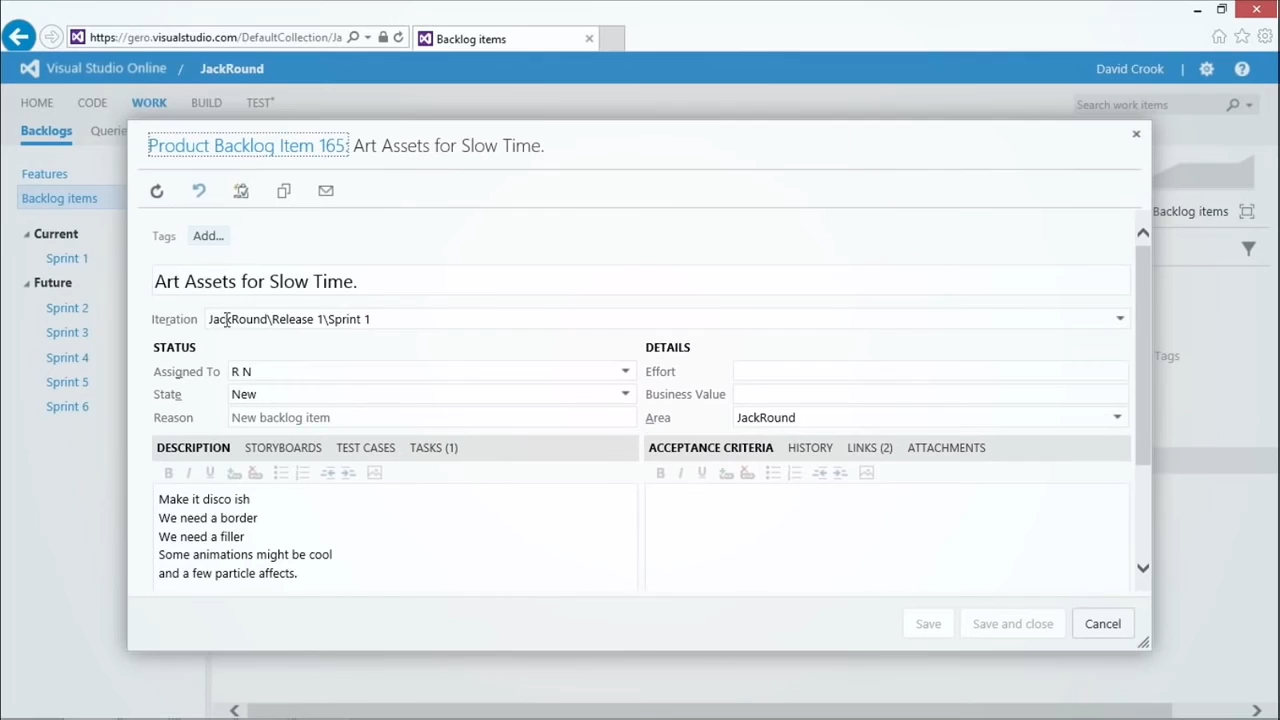 https://gero.visualstudio.com/DefaultCollection/Ja
Backlog items
Visual Studio Online / JackRound
David Crook
HOME CODE WORK BUILD TEST*
Search work items
Backlogs Querie
Product Backlog Item 165: Art Assets for Slow Time.
Features
Backlog items
Backlog items
Current
Sprint 1
Future
Sprint 2
Sprint 3
Sprint 4
Sprint 5
Sprint 6
Tags
Tags Add...
Art Assets for Slow Time.
Iteration JackRound\Release 1\Sprint 1
STATUS
Assigned To R N
State New
Reason New backlog item
DETAILS
Effort
Business Value
Area JackRound
DESCRIPTION STORYBOARDS TEST CASES TASKS (1)
B I U
Make it disco ish
We need a border
We need a filler
Some animations might be cool
and a few particle affects.
ACCEPTANCE CRITERIA HISTORY LINKS (2) ATTACHMENTS
B I U
Save Save and close Cancel